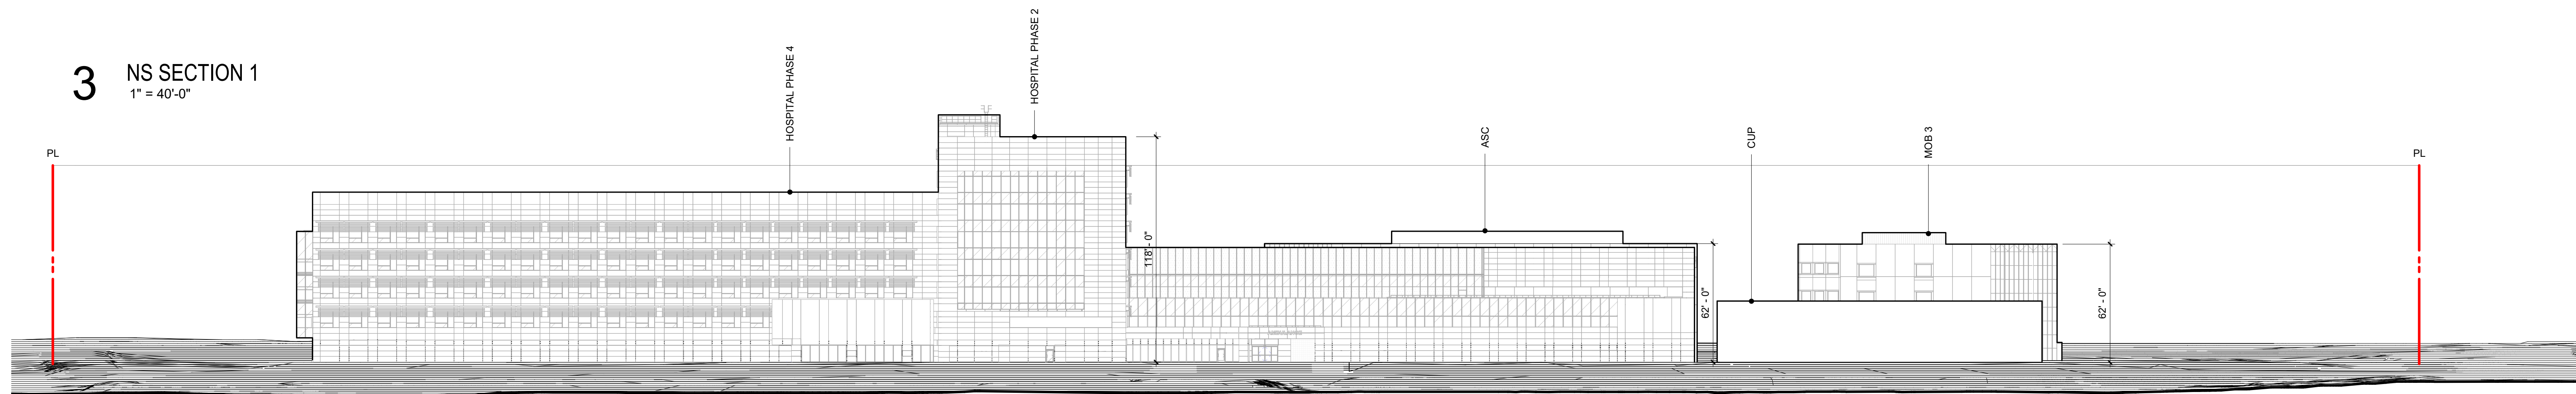 3 NS SECTION 1
1" = 40'-0"
HOSPITAL PHASE 4
HOSPITAL PHASE 2
ASC
CUP
MOB 3
PL
PL
118' - 0"
62' - 0"
62' - 0"